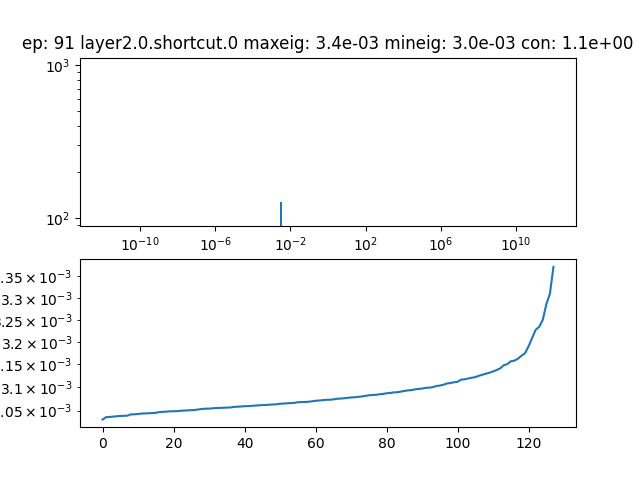 ep: 91 layer2.0.shortcut.0 maxeig: 3.4e-03 mineig: 3.0e-03 con: 1.1e+00
10³
10²
10⁻¹⁰ 10⁻⁶ 10⁻² 10² 10⁶ 10¹⁰
.35 × 10⁻³
3.3 × 10⁻³
3.25 × 10⁻³
3.2 × 10⁻³
.15 × 10⁻³
3.1 × 10⁻³
.05 × 10⁻³
0 20 40 60 80 100 120